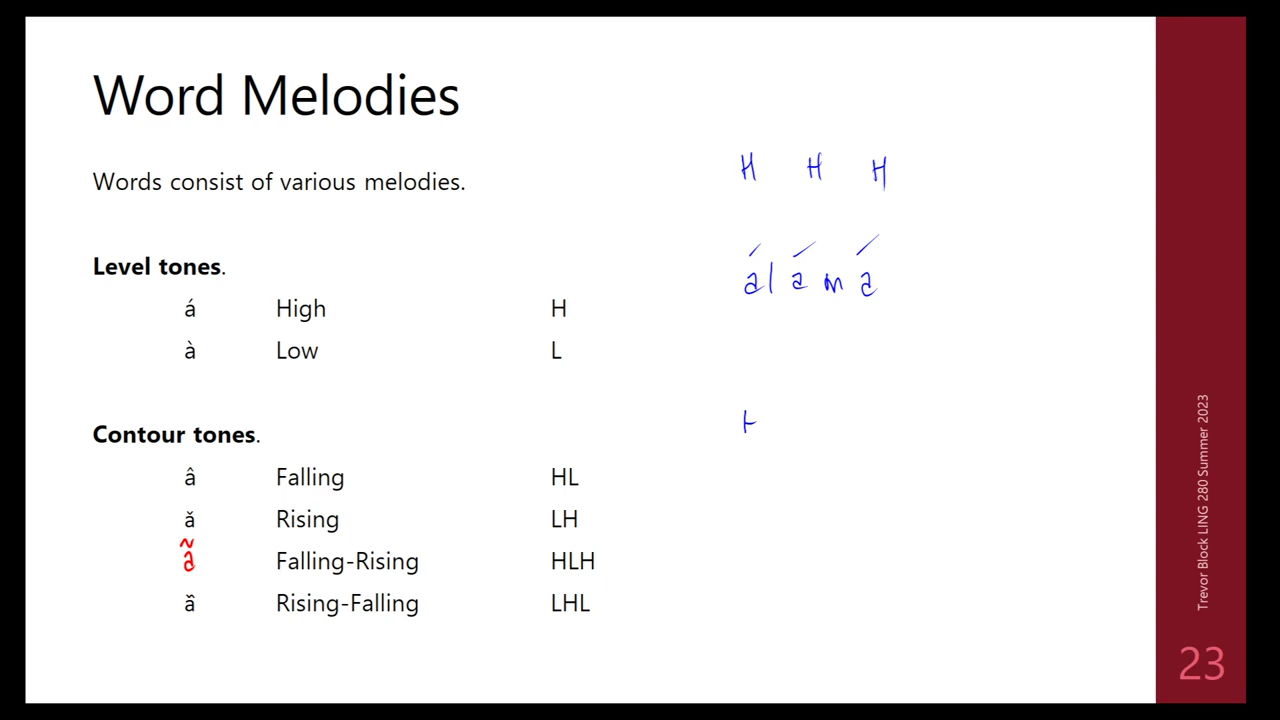 Word Melodies
Words consist of various melodies.
Level tones.
á High H
à Low L
Contour tones.
â Falling HL
ǎ Rising LH
ã Falling-Rising HLH
ǎ Rising-Falling LHL
H H H
álámá
Trevor Block LING 280 Summer 2023
23